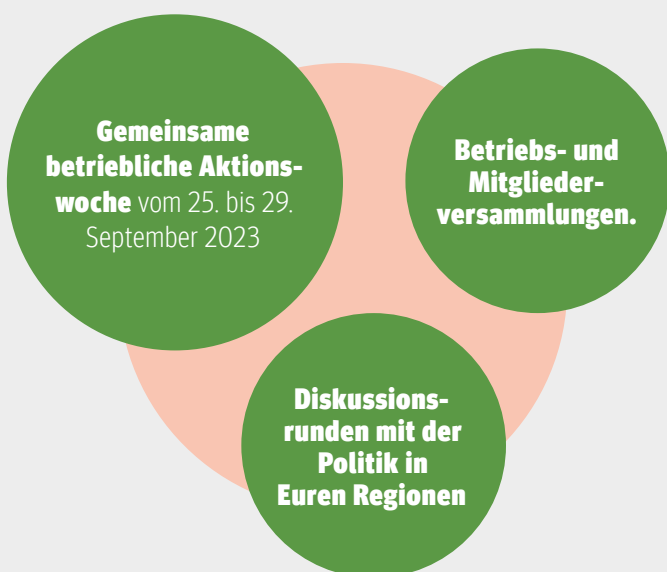 Gemeinsame
betriebliche Aktions-
woche vom 25. bis 29.
September 2023
Betriebs- und
Mitglieder-
versammlungen.
Diskussions-
runden mit der
Politik in
Euren Regionen